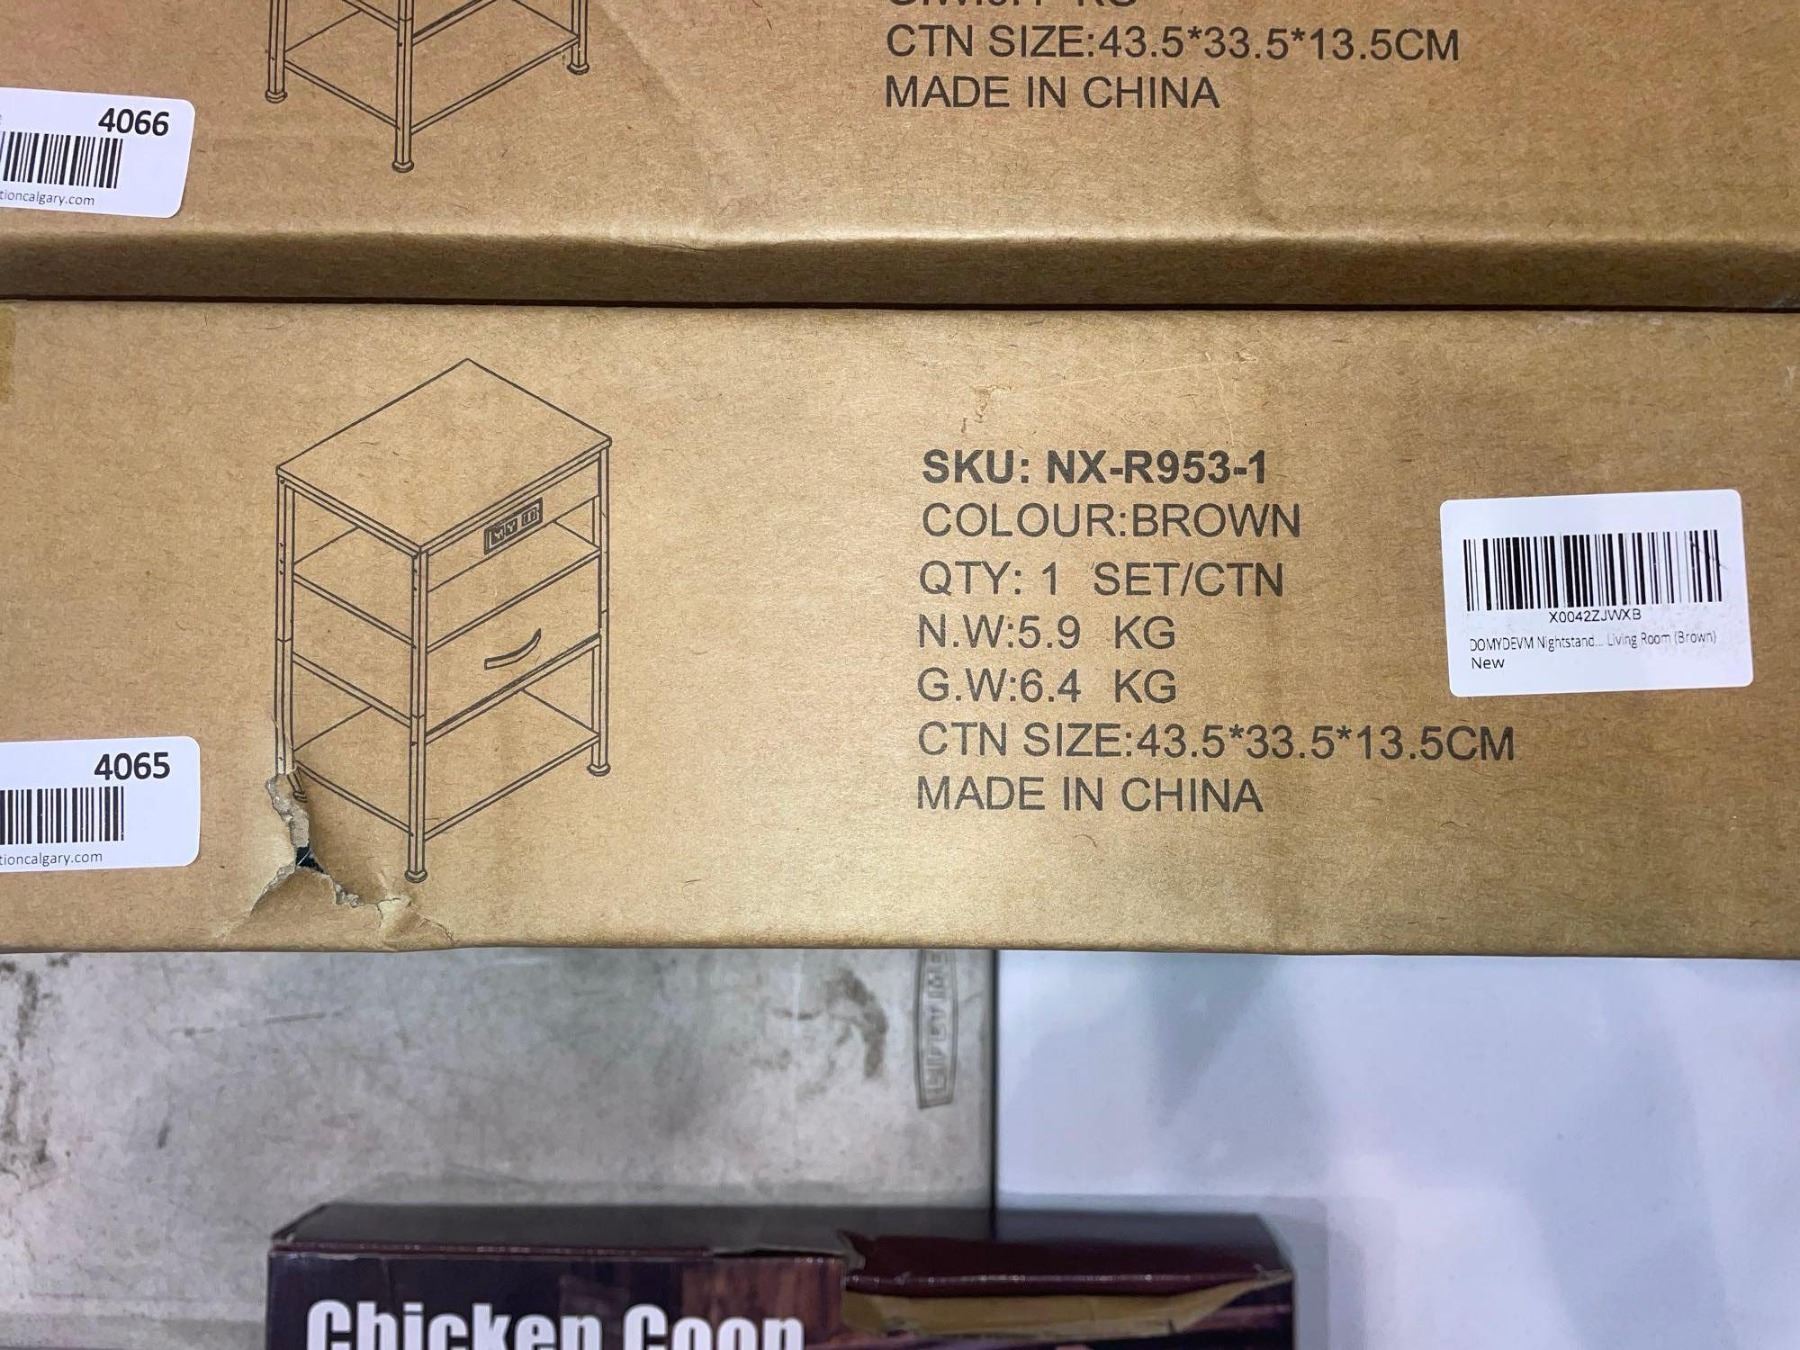 CTN SIZE:43.5*33.5*13.5CM
MADE IN CHINA
4066
tioncalgary.com
SKU: NX-R953-1
COLOUR:BROWN
QTY: 1 SET/CTN
N.W:5.9 KG
G.W:6.4 KG
CTN SIZE:43.5*33.5*13.5CM
MADE IN CHINA
X0042ZJWXB
DOMYDEVM Nightstand... Living Room (Brown)
New
4065
tioncalgary.com
LIFETIME
Chicken Coop